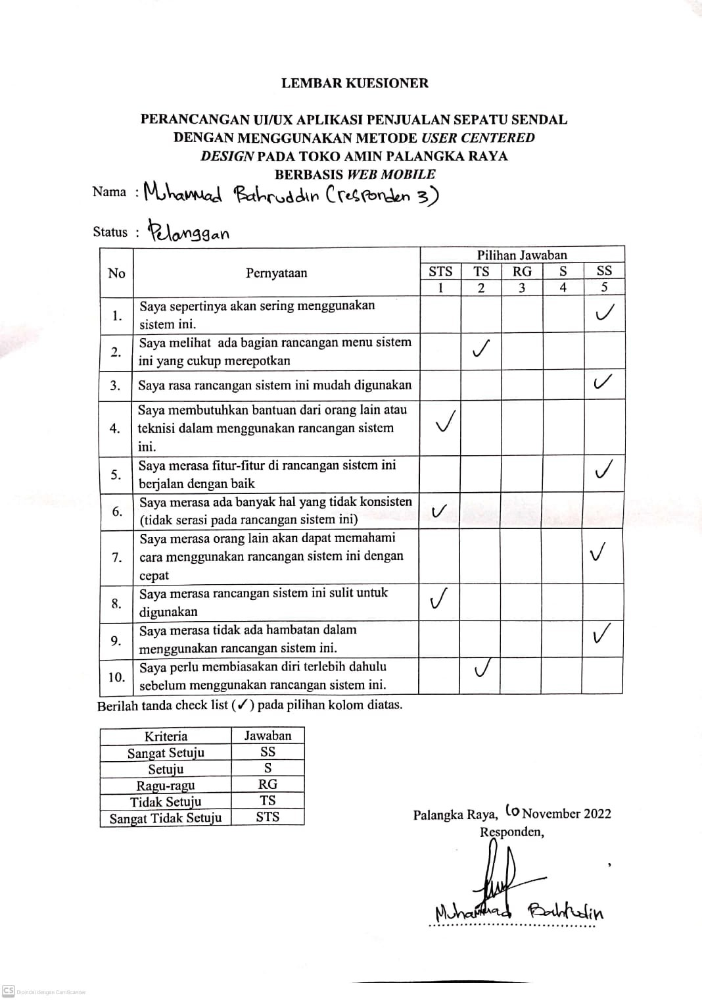 LEMBAR KUESIONER
PERANCANGAN UI/UX APLIKASI PENJUALAN SEPATU SENDAL
DENGAN MENGGUNAKAN METODE USER CENTERED
DESIGN PADA TOKO AMIN PALANGKA RAYA
BERBASIS WEB MOBILE
Nama : Muhammad Bahruddin (responden 3)
Status : Pelanggan
No Pernyataan Pilihan Jawaban
STS TS RG S SS
1 2 3 4 5
1. Saya sepertinya akan sering menggunakan
sistem ini. ✓
2. Saya melihat ada bagian rancangan menu sistem
ini yang cukup merepotkan ✓
3. Saya rasa rancangan sistem ini mudah digunakan ✓
4. Saya membutuhkan bantuan dari orang lain atau
teknisi dalam menggunakan rancangan sistem
ini. ✓
5. Saya merasa fitur-fitur di rancangan sistem ini
berjalan dengan baik ✓
6. Saya merasa ada banyak hal yang tidak konsisten
(tidak serasi pada rancangan sistem ini) ✓
7. Saya merasa orang lain akan dapat memahami
cara menggunakan rancangan sistem ini dengan
cepat ✓
8. Saya merasa rancangan sistem ini sulit untuk
digunakan ✓
9. Saya merasa tidak ada hambatan dalam
menggunakan rancangan sistem ini. ✓
10. Saya perlu membiasakan diri terlebih dahulu
sebelum menggunakan rancangan sistem ini. ✓
Berilah tanda check list (✓) pada pilihan kolom diatas.
Kriteria Jawaban
Sangat Setuju SS
Setuju S
Ragu-ragu RG
Tidak Setuju TS
Sangat Tidak Setuju STS
Palangka Raya, 10 November 2022
Responden,
Muhammad Bahrudin
CS Dipindai dengan CamScanner